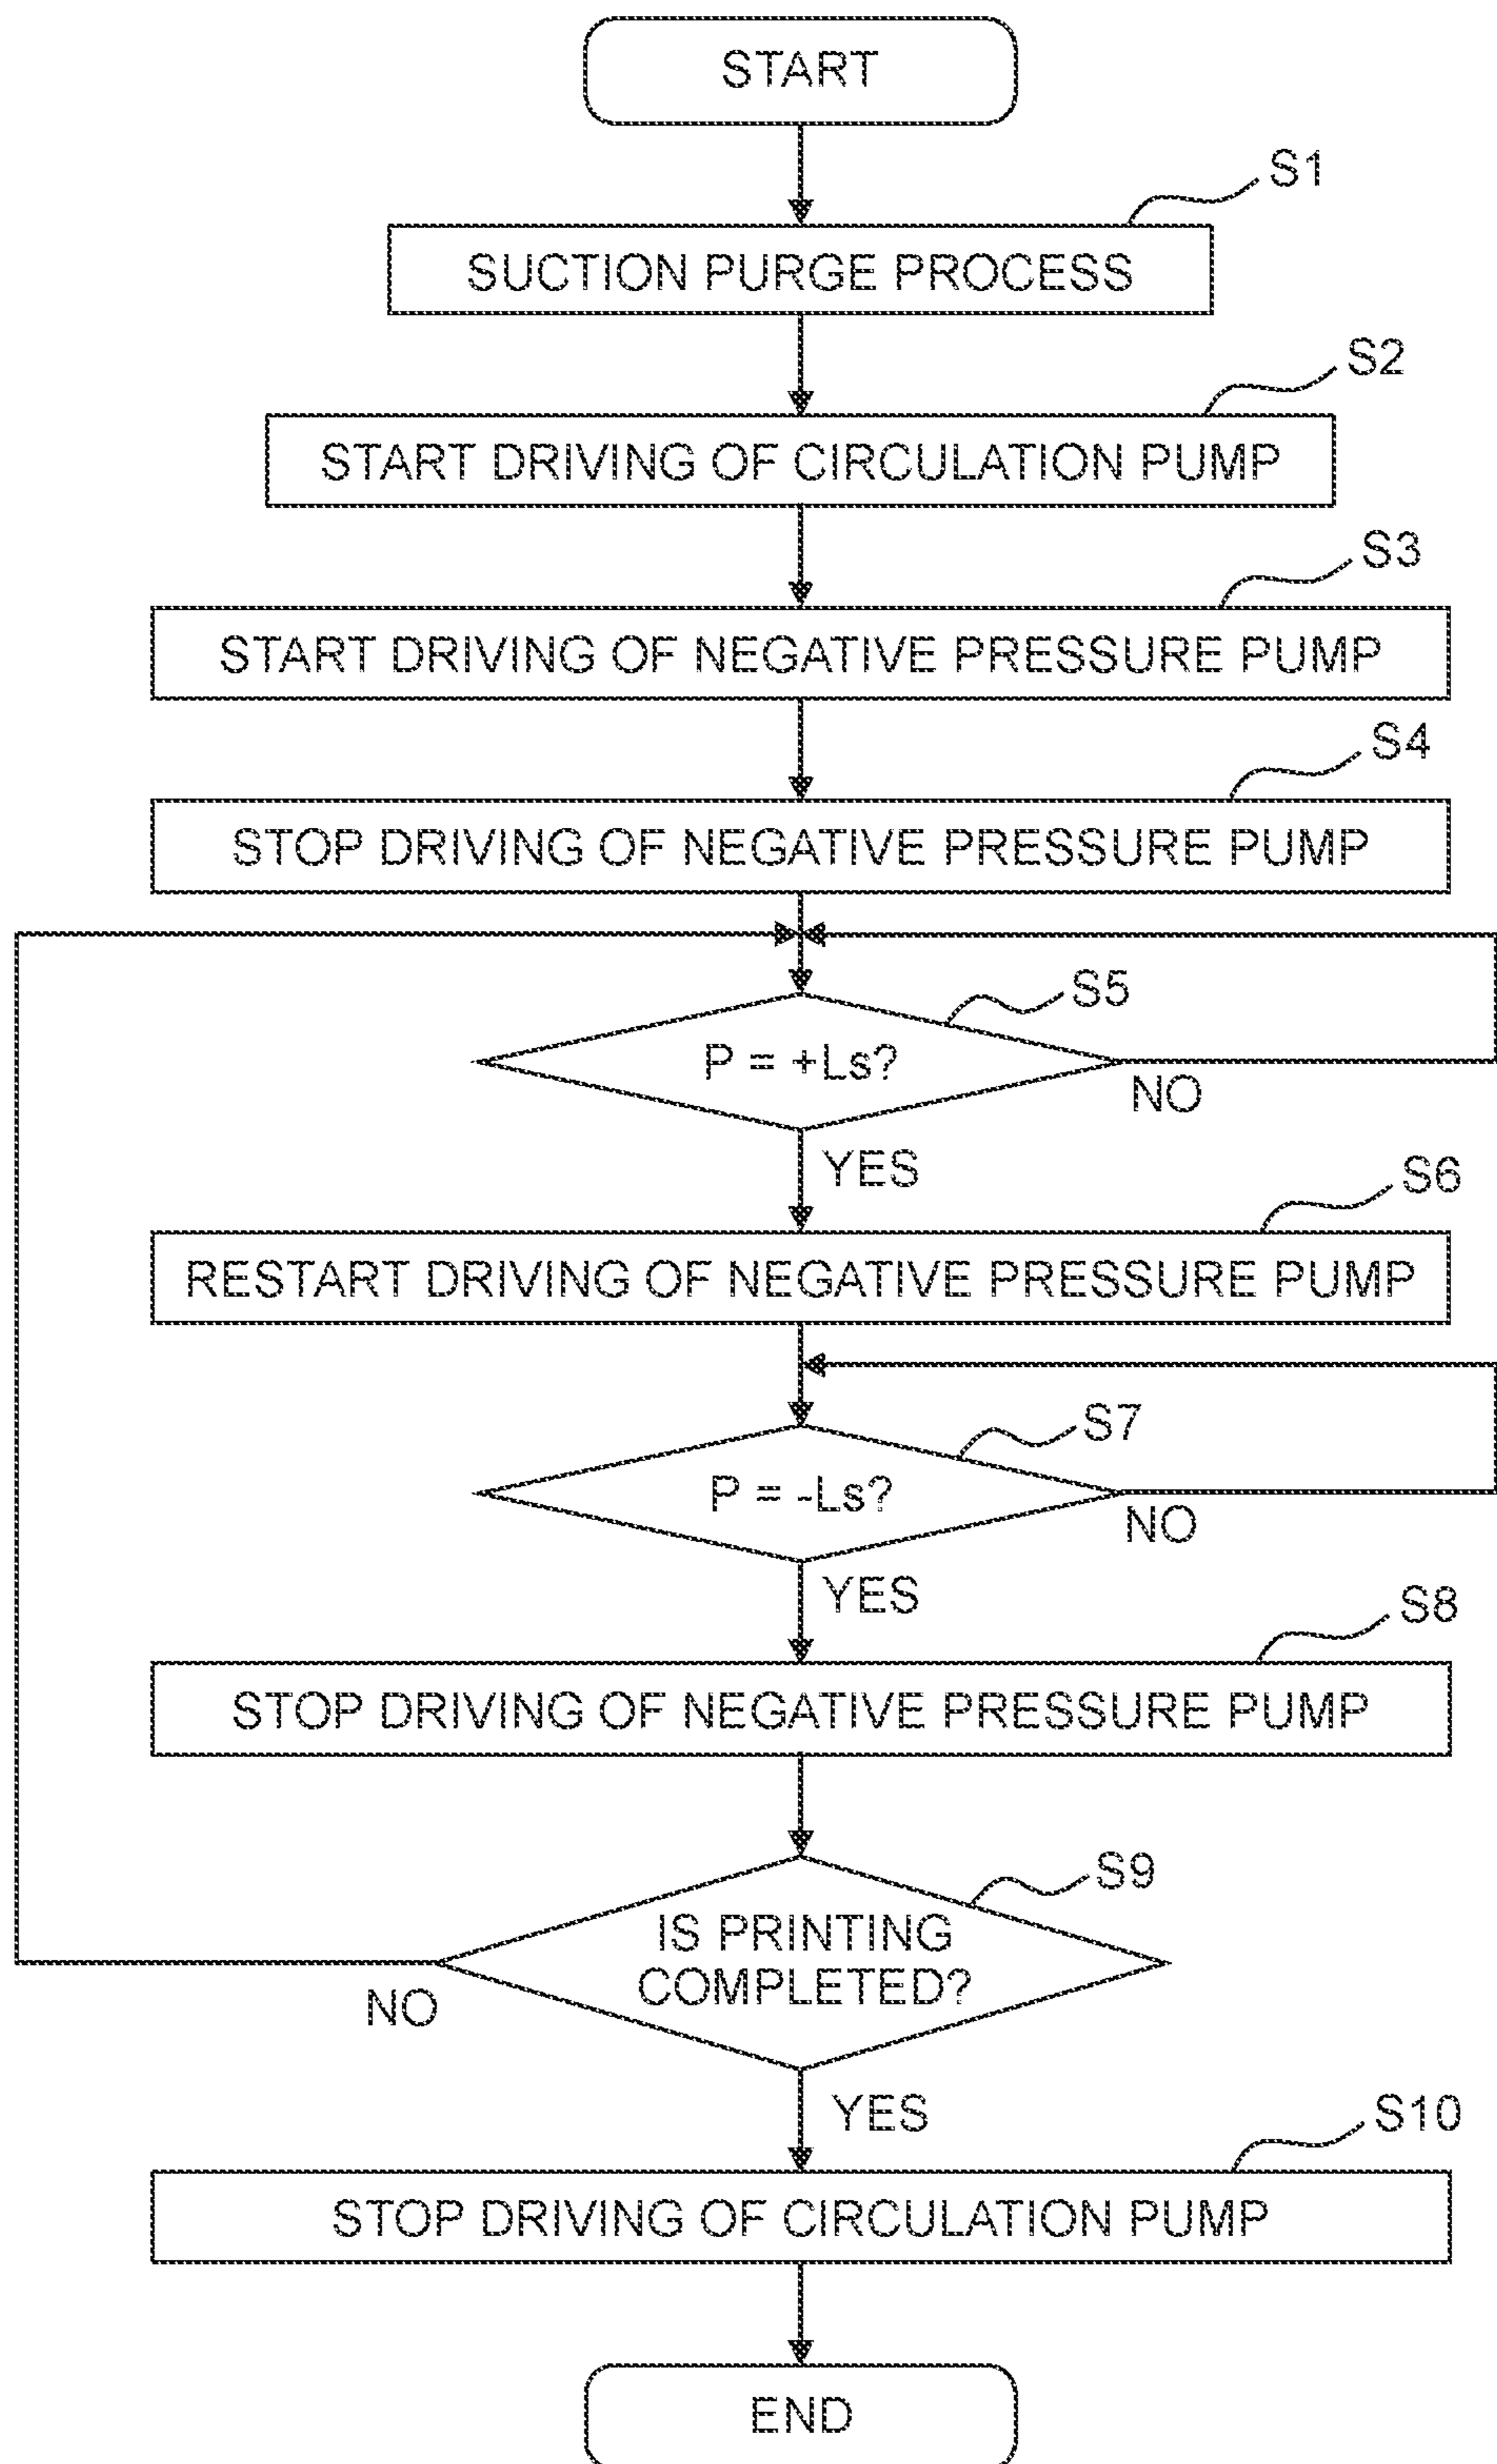 START
S1
SUCTION PURGE PROCESS
S2
START DRIVING OF CIRCULATION PUMP
S3
START DRIVING OF NEGATIVE PRESSURE PUMP
S4
STOP DRIVING OF NEGATIVE PRESSURE PUMP
S5
P = +Ls?
NO
YES
S6
RESTART DRIVING OF NEGATIVE PRESSURE PUMP
S7
P = -Ls?
NO
YES
S8
STOP DRIVING OF NEGATIVE PRESSURE PUMP
S9
IS PRINTING
COMPLETED?
NO
YES
S10
STOP DRIVING OF CIRCULATION PUMP
END